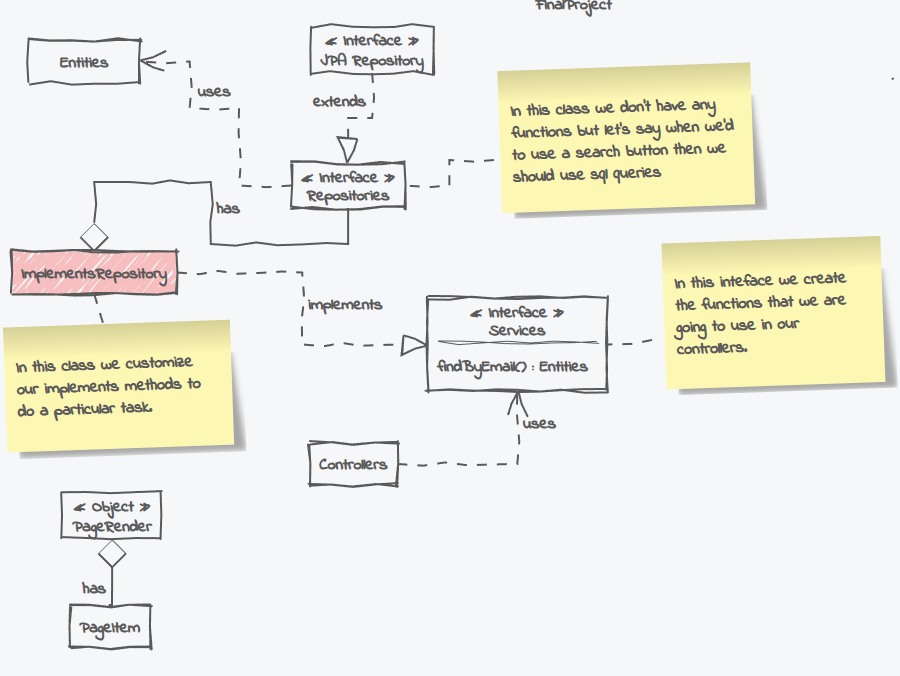 FinalProject
Entities
« Interface »
JPA Repository
uses
extends
In this class we don't have any
functions but let's say when we'd
to use a search button then we
should use sql queries
« Interface »
Repositories
has
ImplementsRepository
implements
« Interface »
Services
findByEmail() : Entities
In this inteface we create
the functions that we are
going to use in our
controllers.
In this class we customize
our implements methods to
do a particular task.
uses
Controllers
« Object »
PageRender
has
PageItem